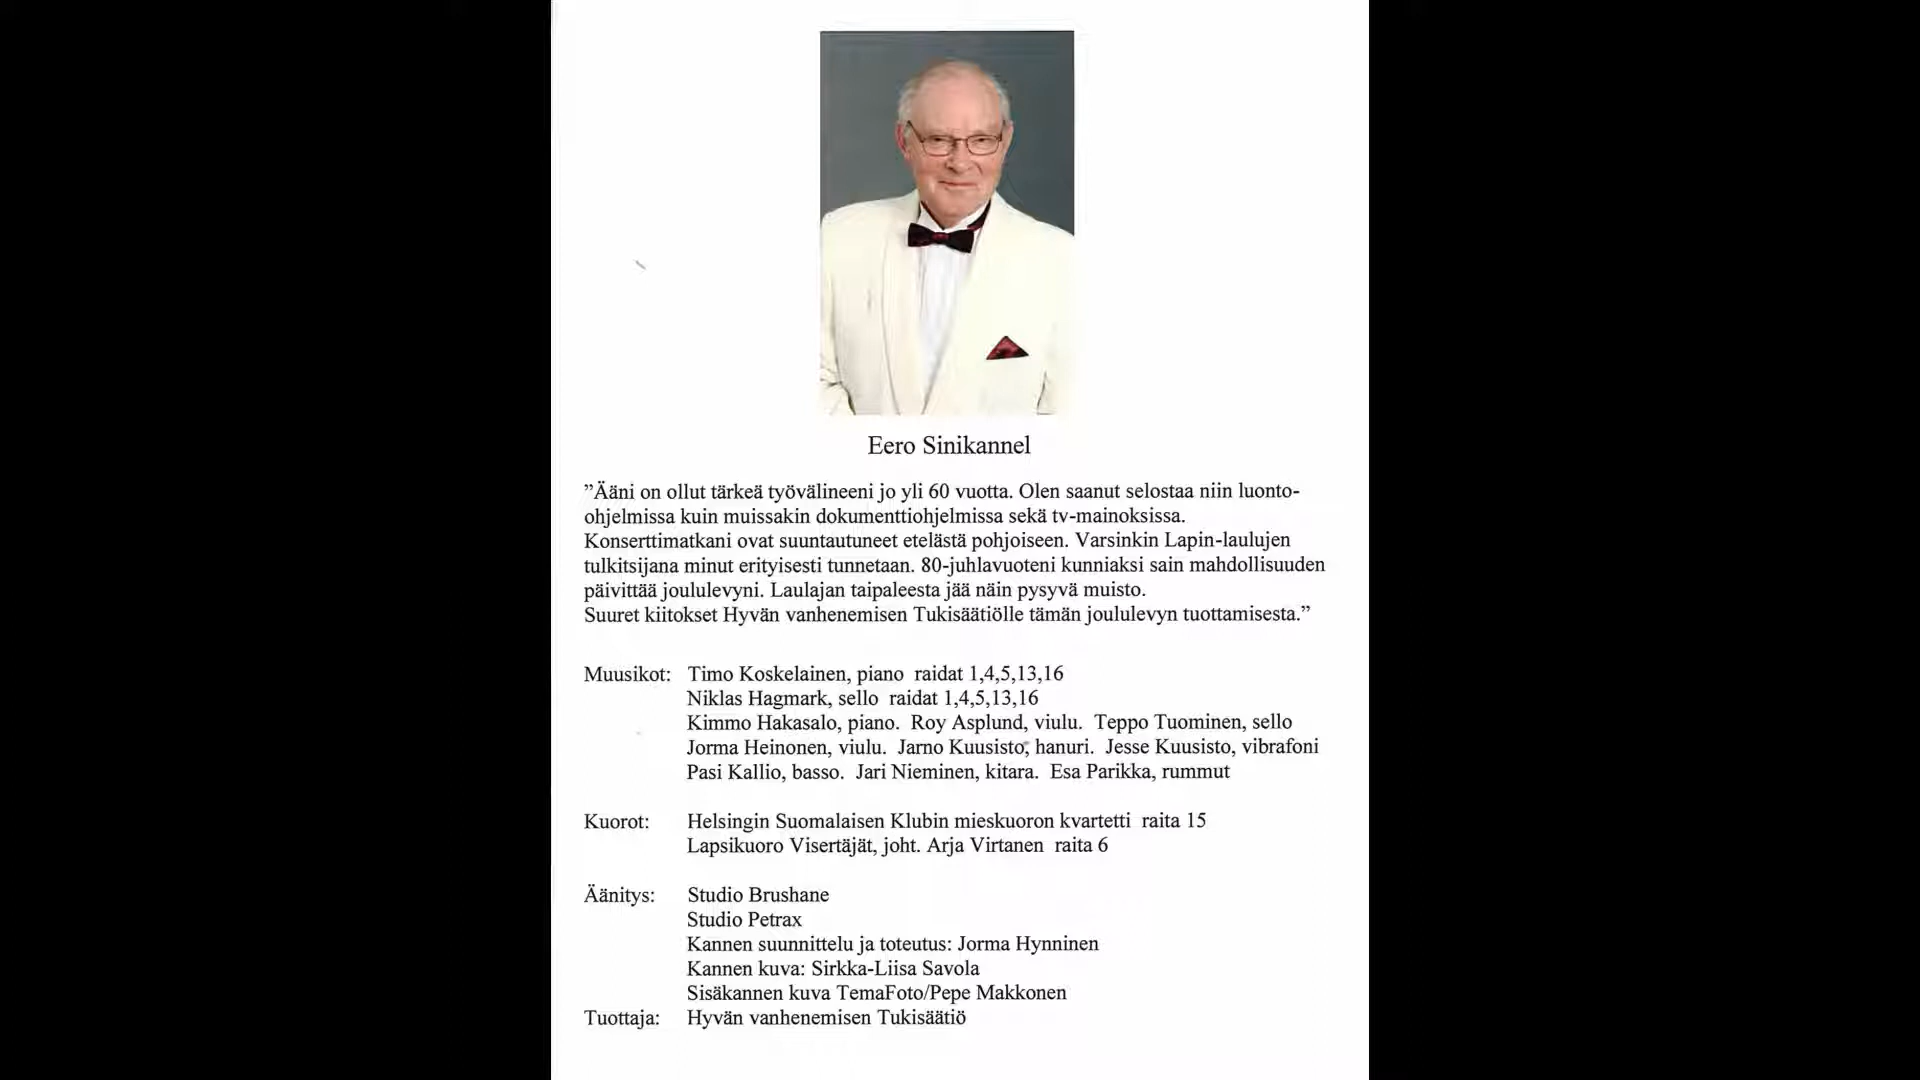 Eero Sinikannel
”Ääni on ollut tärkeä työvälineeni jo yli 60 vuotta. Olen saanut selostaa niin luonto-
ohjelmissa kuin muissakin dokumenttiohjelmissa sekä tv-mainoksissa.
Konserttimatkani ovat suuntautuneet etelästä pohjoiseen. Varsinkin Lapin-laulujen
tulkitsijana minut erityisesti tunnetaan. 80-juhlavuoteni kunniaksi sain mahdollisuuden
päivittää joululevyni. Laulajan taipaleesta jää näin pysyvä muisto.
Suuret kiitokset Hyvän vanhenemisen Tukisäätiölle tämän joululevyn tuottamisesta.”
Muusikot: Timo Koskelainen, piano raidat 1,4,5,13,16
Niklas Hagmark, sello raidat 1,4,5,13,16
Kimmo Hakasalo, piano. Roy Asplund, viulu. Teppo Tuominen, sello
Jorma Heinonen, viulu. Jarno Kuusisto, hanuri. Jesse Kuusisto, vibrafoni
Pasi Kallio, basso. Jari Nieminen, kitara. Esa Parikka, rummut
Kuorot: Helsingin Suomalaisen Klubin mieskuoron kvartetti raita 15
Lapsikuoro Visertäjät, joht. Arja Virtanen raita 6
Äänitys: Studio Brushane
Studio Petrax
Kannen suunnittelu ja toteutus: Jorma Hynninen
Kannen kuva: Sirkka-Liisa Savola
Sisäkannen kuva TemaFoto/Pepe Makkonen
Tuottaja: Hyvän vanhenemisen Tukisäätiö